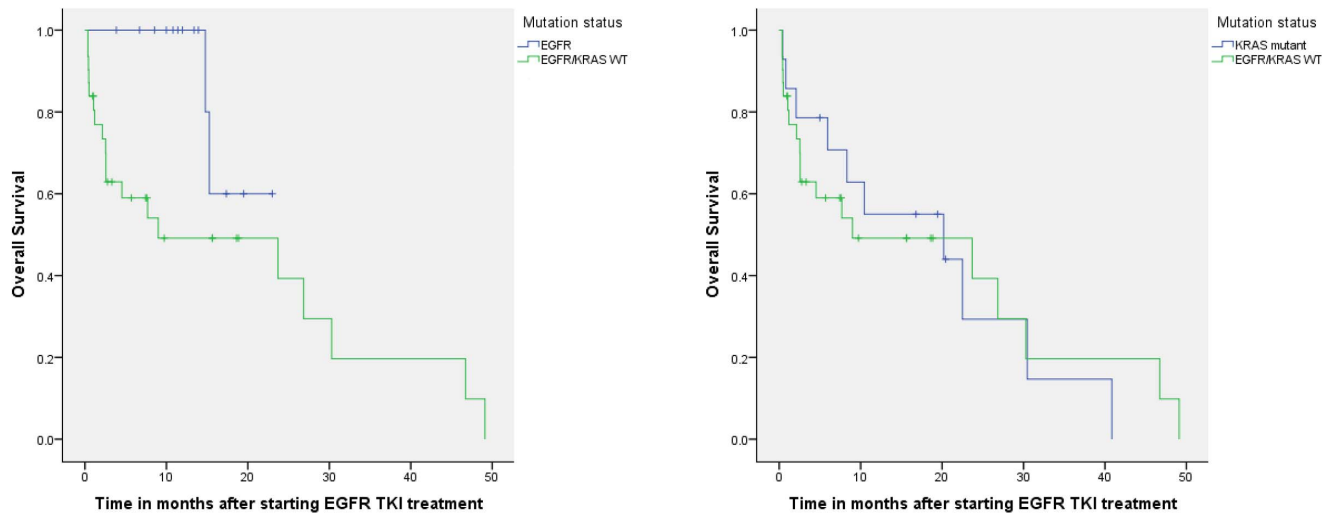 Mutation status
EGFR
EGFR/KRAS WT
1.0
0.8
0.6
0.4
0.2
0.0
Overall Survival
0 10 20 30 40 50
Time in months after starting EGFR TKI treatment
Mutation status
KRAS mutant
EGFR/KRAS WT
1.0
0.8
0.6
0.4
0.2
0.0
Overall Survival
0 10 20 30 40 50
Time in months after starting EGFR TKI treatment